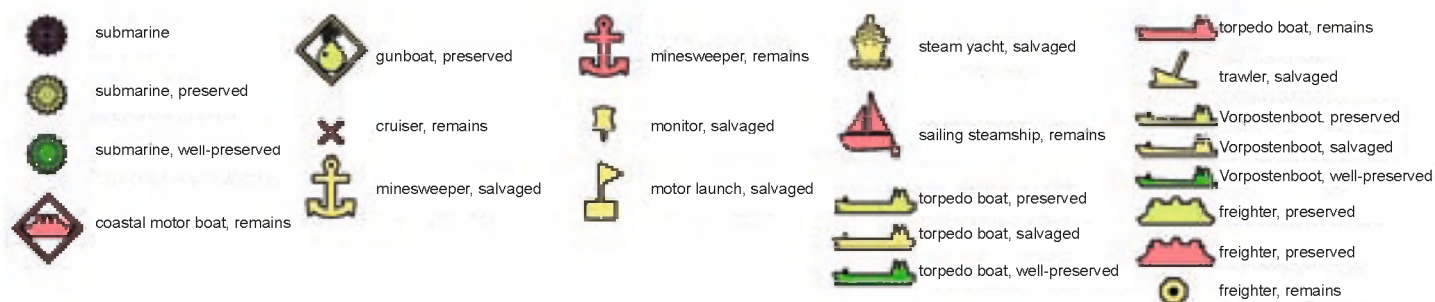 submarine
submarine, preserved
submarine, well-preserved
coastal motor boat, remains
gunboat, preserved
cruiser, remains
minesweeper, salvaged
minesweeper, remains
monitor, salvaged
motor launch, salvaged
steam yacht, salvaged
sailing steamship, remains
torpedo boat, preserved
torpedo boat, salvaged
torpedo boat, well-preserved
torpedo boat, remains
trawler, salvaged
Vorpostenboot, preserved
Vorpostenboot, salvaged
Vorpostenboot, well-preserved
freighter, preserved
freighter, preserved
freighter, remains